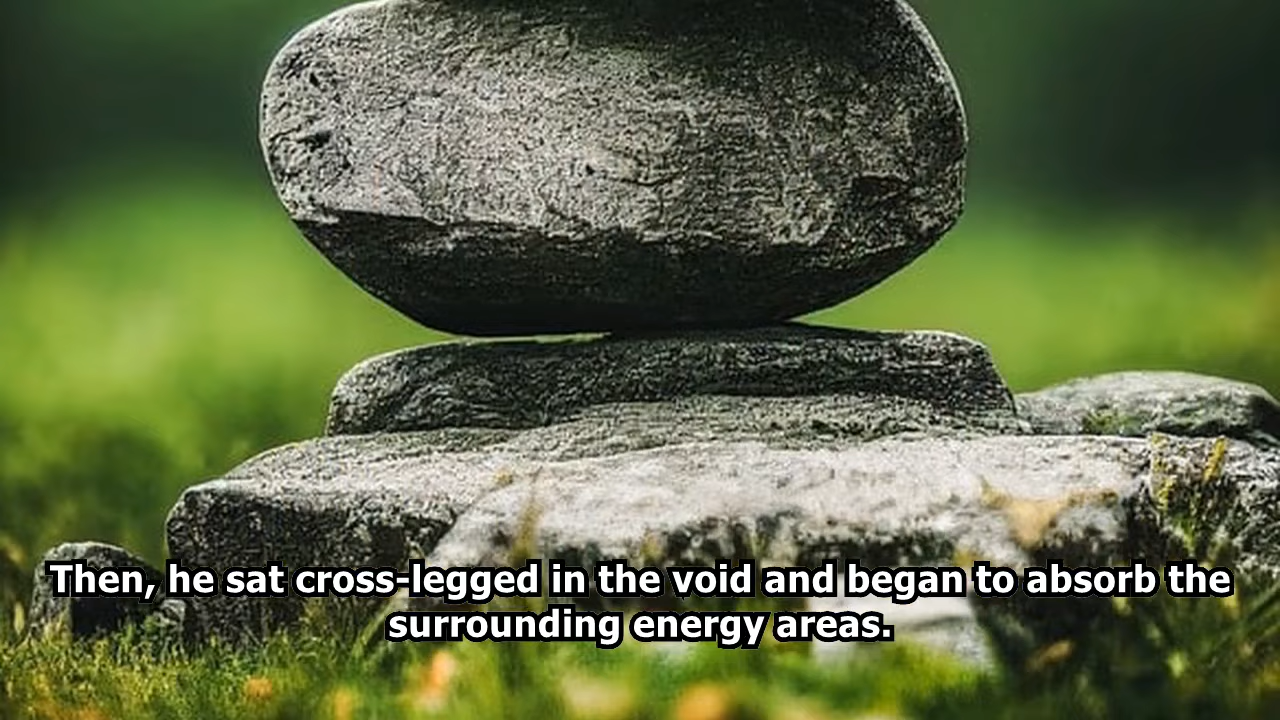 Then, he sat cross-legged in the void and began to absorb the
surrounding energy areas.